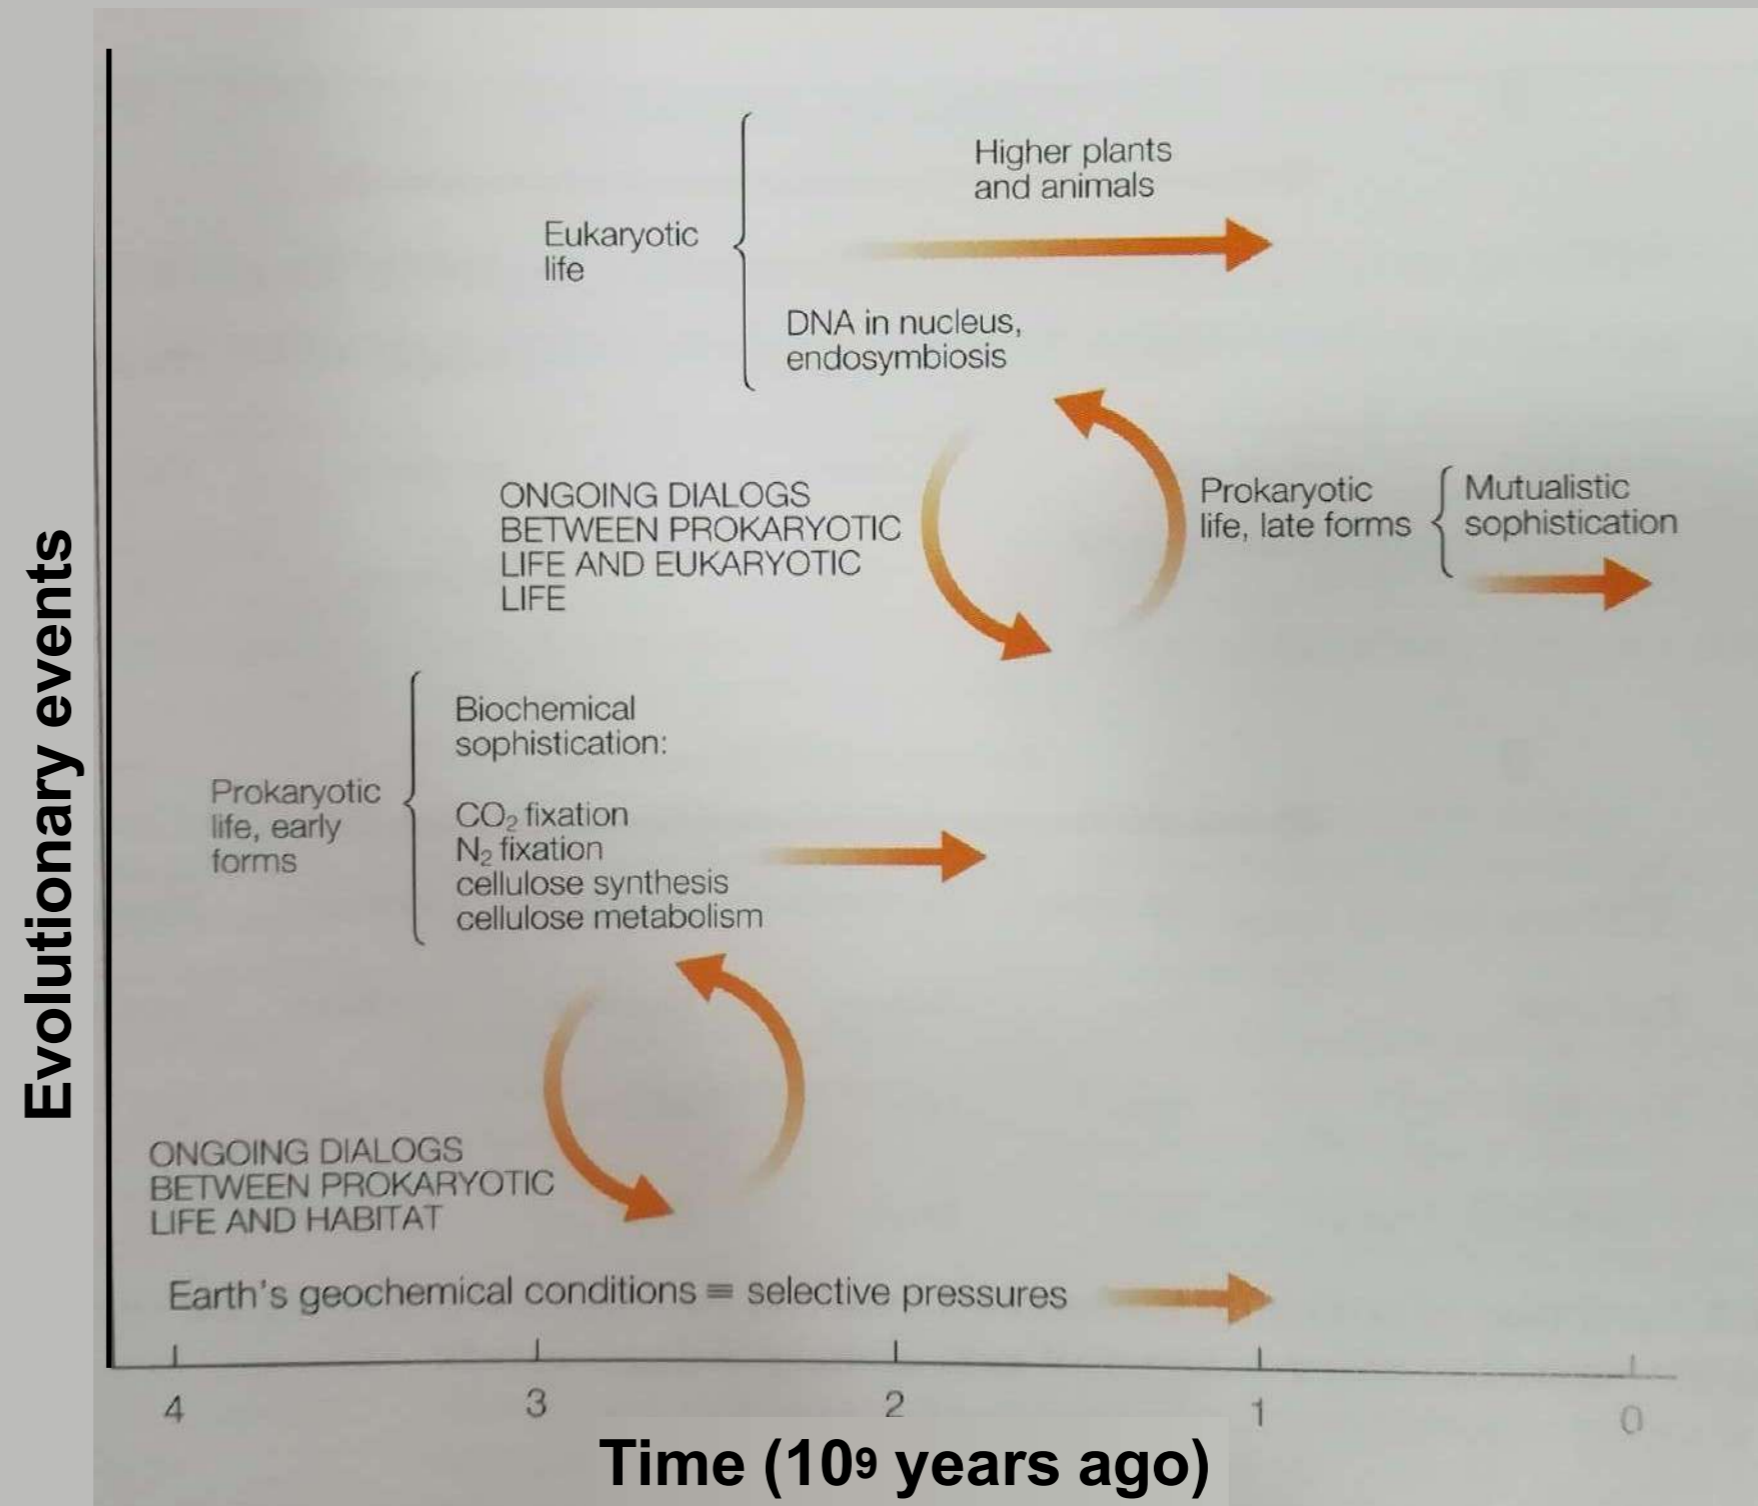 Higher plants
and animals
Eukaryotic
life
DNA in nucleus,
endosymbiosis
ONGOING DIALOGS
BETWEEN PROKARYOTIC
LIFE AND EUKARYOTIC
LIFE
Prokaryotic
life, late forms
Mutualistic
sophistication
Evolutionary events
Prokaryotic
life, early
forms
Biochemical
sophistication:
CO₂ fixation
N₂ fixation
cellulose synthesis
cellulose metabolism
ONGOING DIALOGS
BETWEEN PROKARYOTIC
LIFE AND HABITAT
Earth's geochemical conditions ≡ selective pressures
4 3 2 1 0
Time (10⁹ years ago)